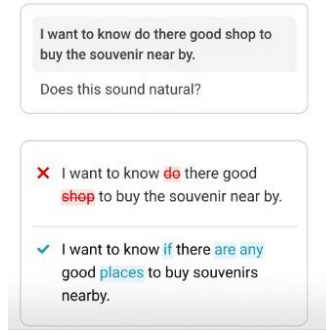 I want to know do there good shop to
buy the souvenir near by.
Does this sound natural?
I want to know do there good
shop to buy the souvenir near by.
I want to know if there are any
good places to buy souvenirs
nearby.